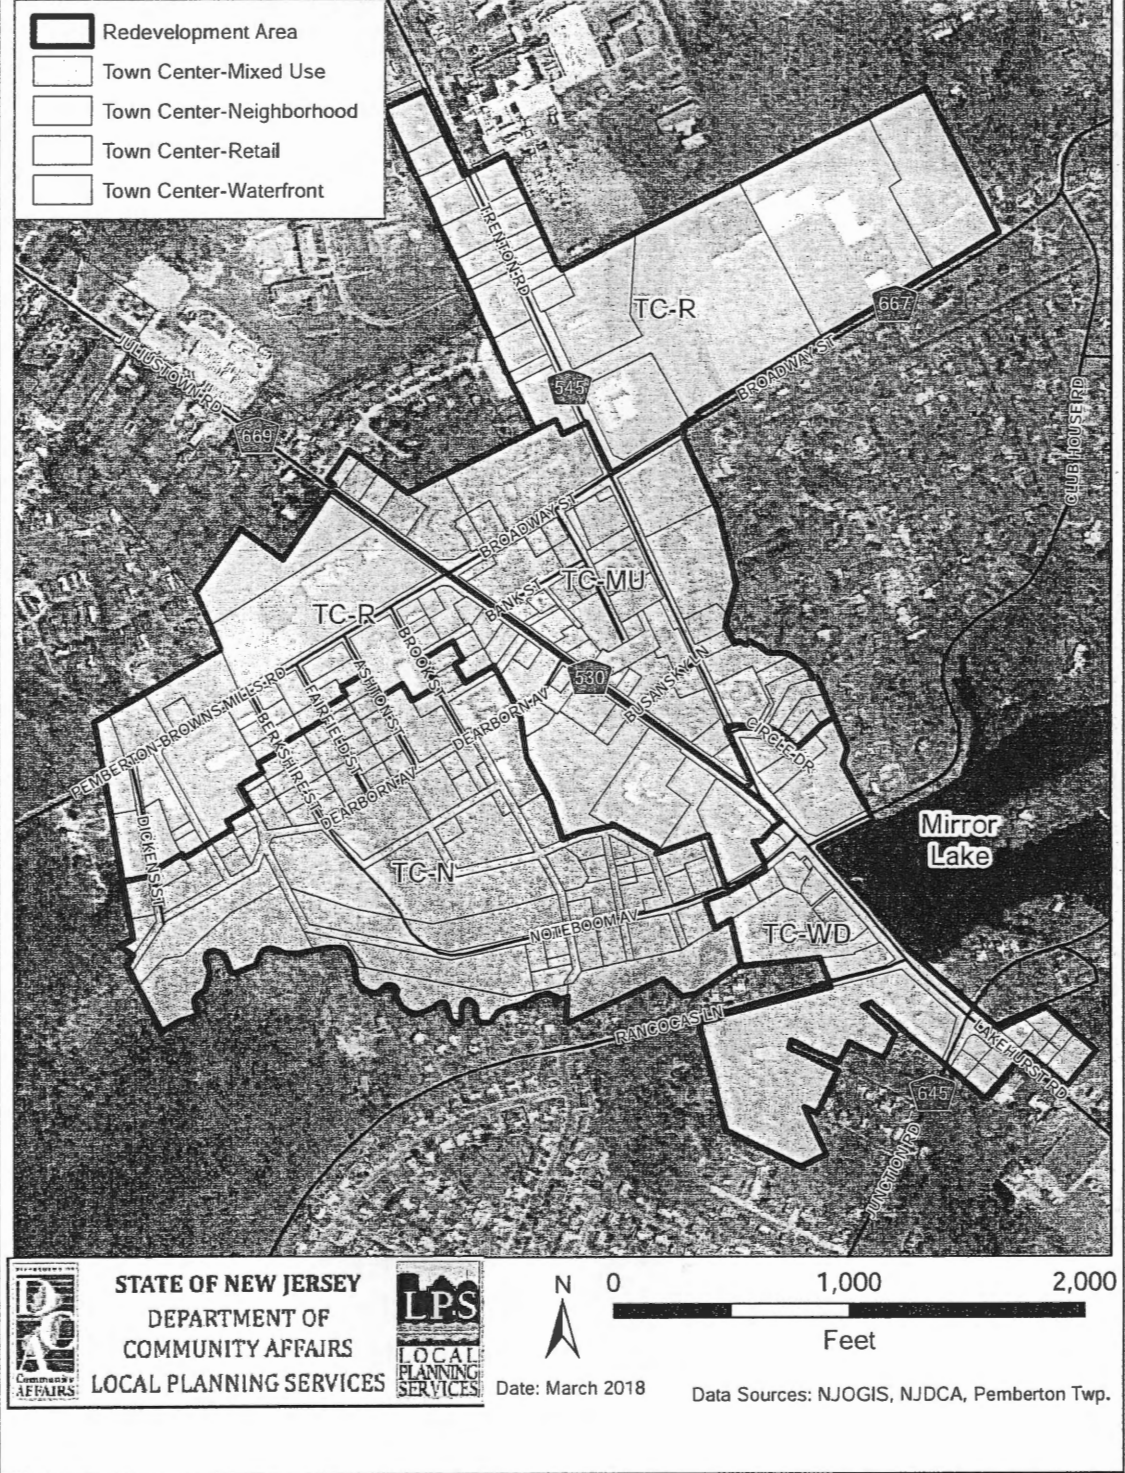 Redevelopment Area
Town Center-Mixed Use
Town Center-Neighborhood
Town Center-Retail
Town Center-Waterfront
TRENTON RD
TC-R
667
BROADWAY ST
545
JULIUSTOWN RD
669
CLUB HOUSE RD
BROADWAY ST
TC-MU
BANK ST
TC-R
BROOK ST
530
ASHTON ST
BUSANSKY LN
FAIRFIELD ST
DEARBORN AV
PEMBERTON-BROWNS MILLS RD
BERKSHIRE ST
CIRCLE DR
DEARBORN AV
DICKENS ST
Mirror
Lake
TC-N
NOTEBOOM AV
TC-WD
RANCOCAS LN
LAKEHURST RD
645
JUNCTION RD
DCA
Community
AFFAIRS
STATE OF NEW JERSEY
DEPARTMENT OF
COMMUNITY AFFAIRS
LOCAL PLANNING SERVICES
LPS
LOCAL
PLANNING
SERVICES
N
0 1,000 2,000
Feet
Date: March 2018
Data Sources: NJOGIS, NJDCA, Pemberton Twp.